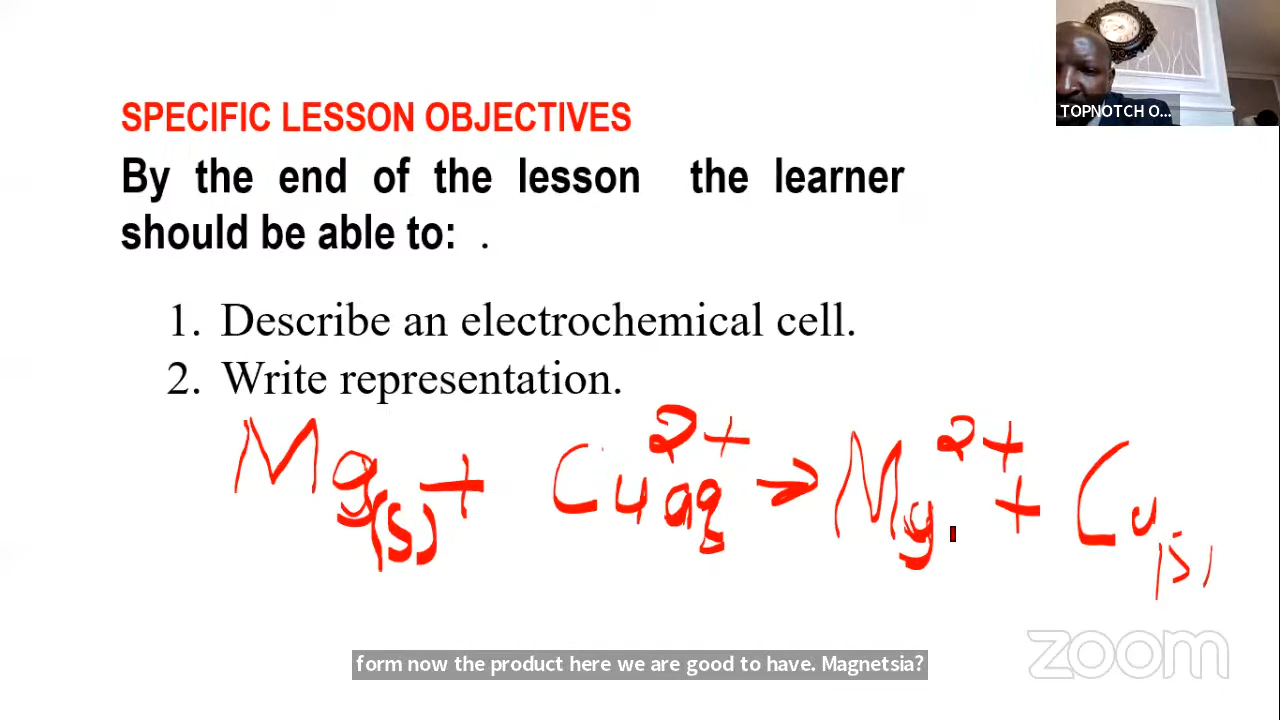 TOPNOTCH O...
SPECIFIC LESSON OBJECTIVES
By the end of the lesson the learner
should be able to: .
1. Describe an electrochemical cell.
2. Write representation.
Mg(s) + Cu²⁺aq → Mg²⁺ + Cu(s)
form now the product here we are good to have. Magnetsia?
zoom